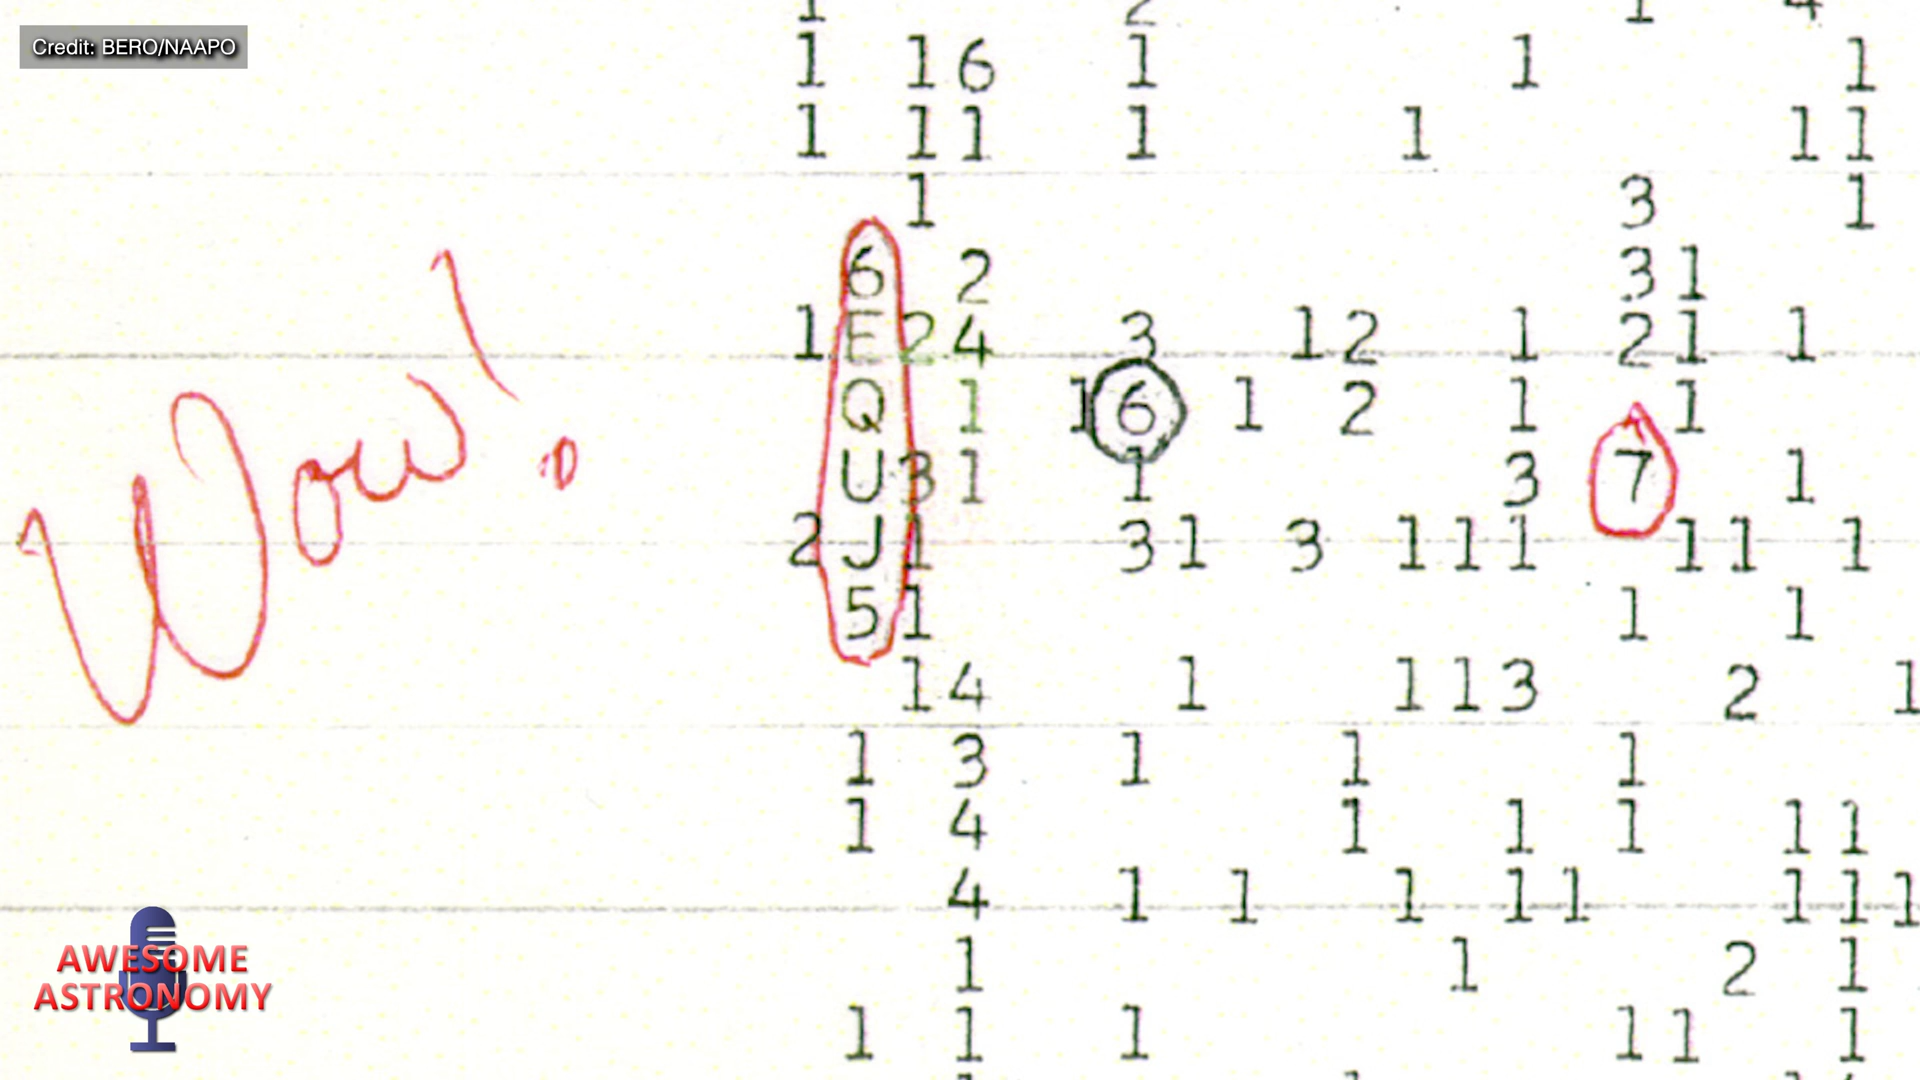 Credit: BERO/NAAPO
1 2 1 4
1 16 1 1 1
1 11 1 1 11
1 3 1
6 2 31
1E24 3 12 1 21 1
Q 1 16 1 2 1 1
U31 1 3 7 1
2J1 31 3 111 11 1
51 1 1
14 1 113 2 1
1 3 1 1 1
1 4 1 1 1 11
4 1 1 1 11 111
1 1 2 1
1 1 1 11 1
Wow!
AWESOME
ASTRONOMY